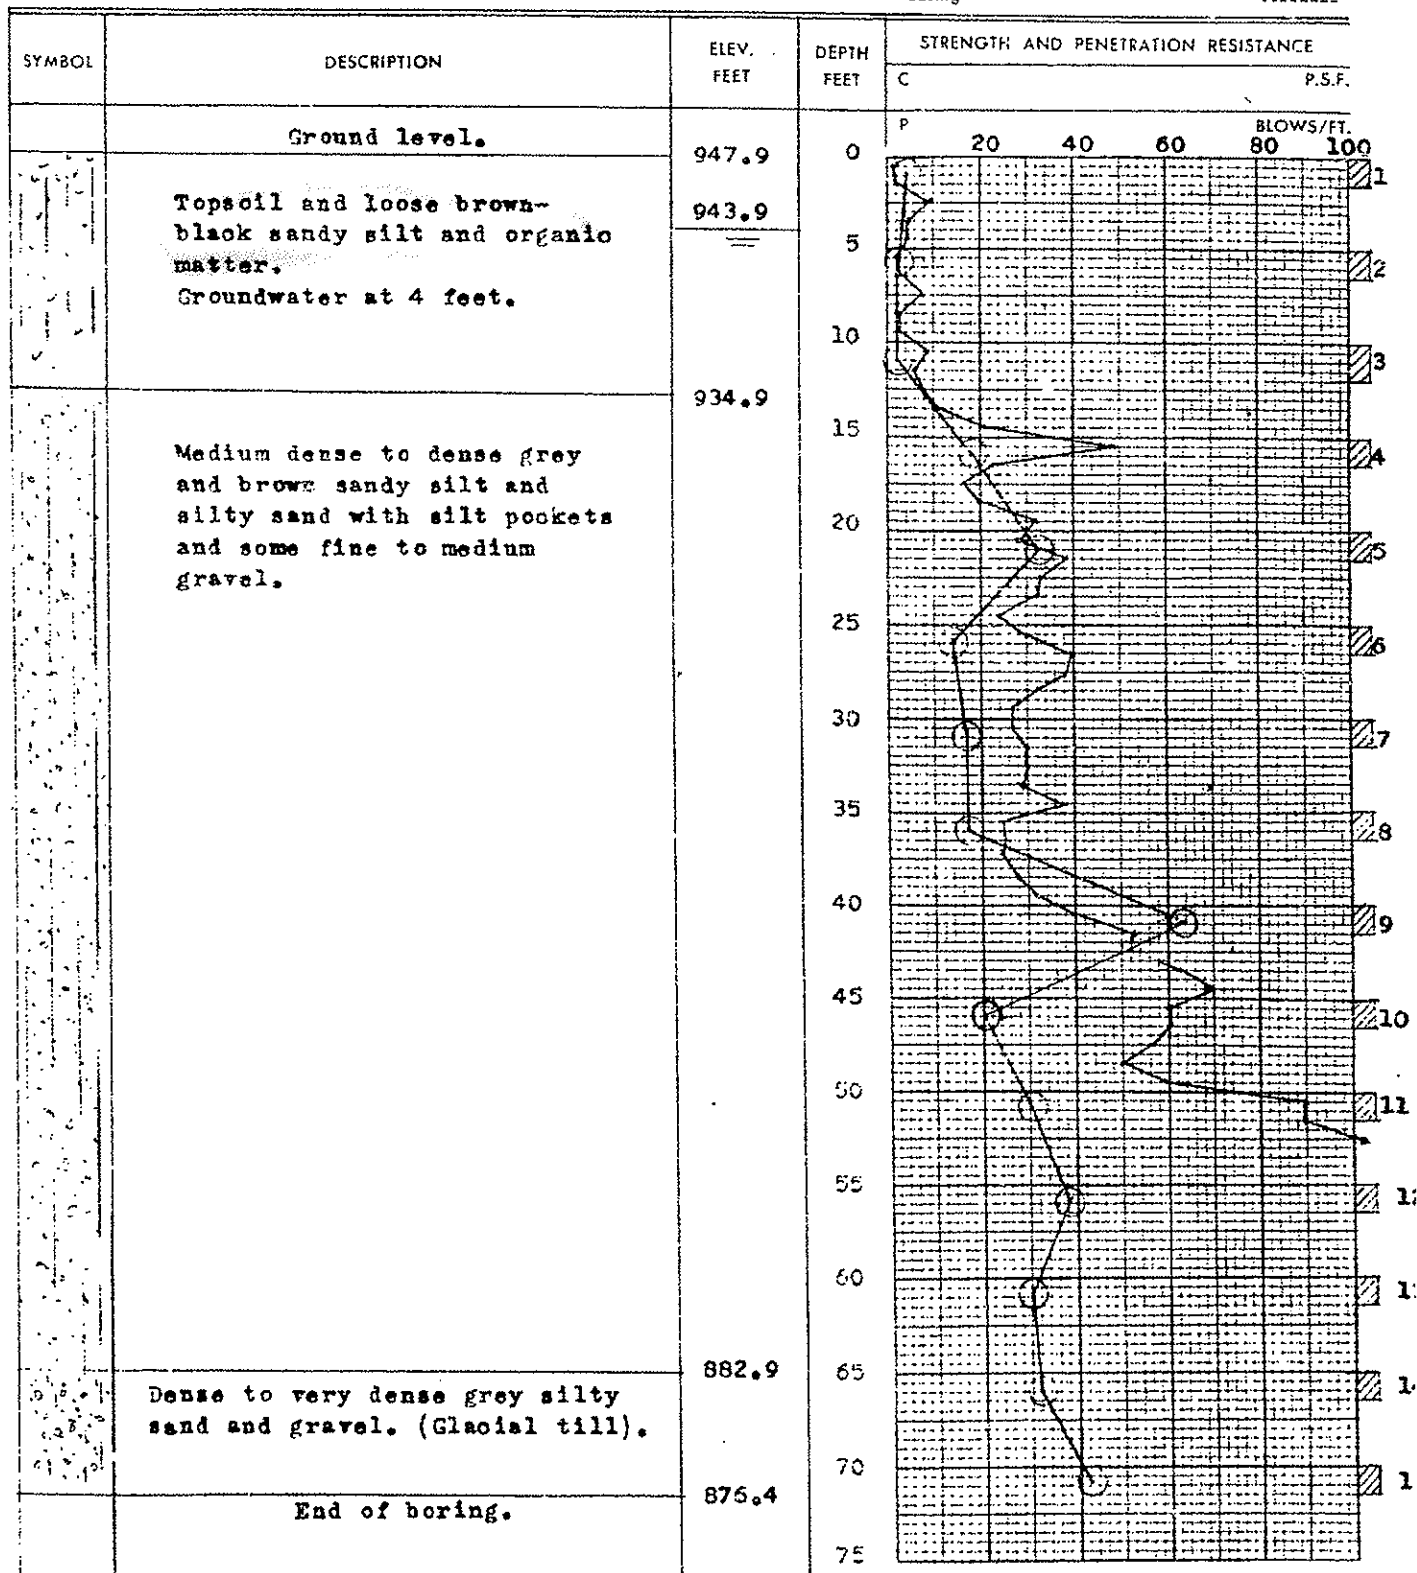 SYMBOL
DESCRIPTION
ELEV. FEET
DEPTH FEET
STRENGTH AND PENETRATION RESISTANCE
C P.S.F.
P BLOWS/FT.
20 40 60 80 100
Ground level.
947.9
0
1
Topsoil and loose brown-
black sandy silt and organic
matter.
Groundwater at 4 feet.
943.9
5
2
10
3
934.9
15
4
Medium dense to dense grey
and brown sandy silt and
silty sand with silt pockets
and some fine to medium
gravel.
20
5
25
6
30
7
35
8
40
9
45
10
50
11
55
60
882.9
65
Dense to very dense grey silty
sand and gravel. (Glacial till).
70
876.4
End of boring.
75